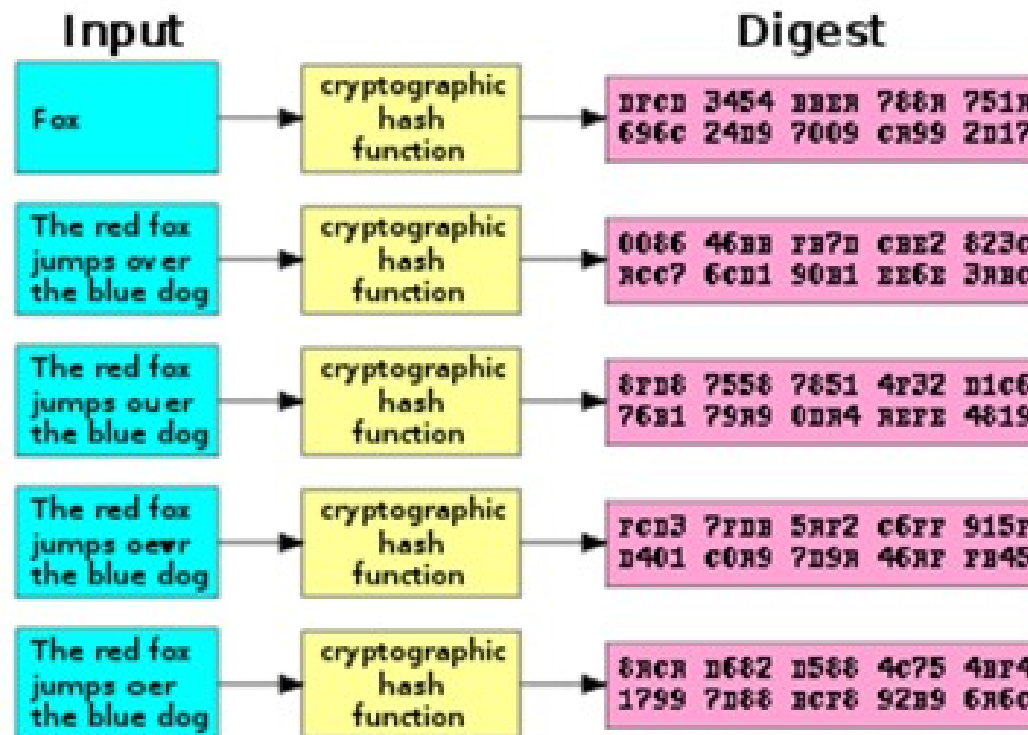 Input
Digest
Fox
cryptographic
hash
function
DFCD 3454 BBEA 788A 751A
696C 24D9 7009 CA99 2D17
The red fox
jumps over
the blue dog
cryptographic
hash
function
0086 46BB FB7D CBE2 823C
ACC7 6CD1 90B1 EE6E 3ABC
The red fox
jumps ouer
the blue dog
cryptographic
hash
function
8FD8 7558 7851 4F32 D1C6
76B1 79A9 0DA4 AEFE 4819
The red fox
jumps oevr
the blue dog
cryptographic
hash
function
FCD3 7FDB 5AF2 C6FF 915F
D401 C0A9 7D9A 46AF FB45
The red fox
jumps oer
the blue dog
cryptographic
hash
function
8ACA D682 D588 4C75 4BF4
1799 7D88 BCF8 92B9 6A6C